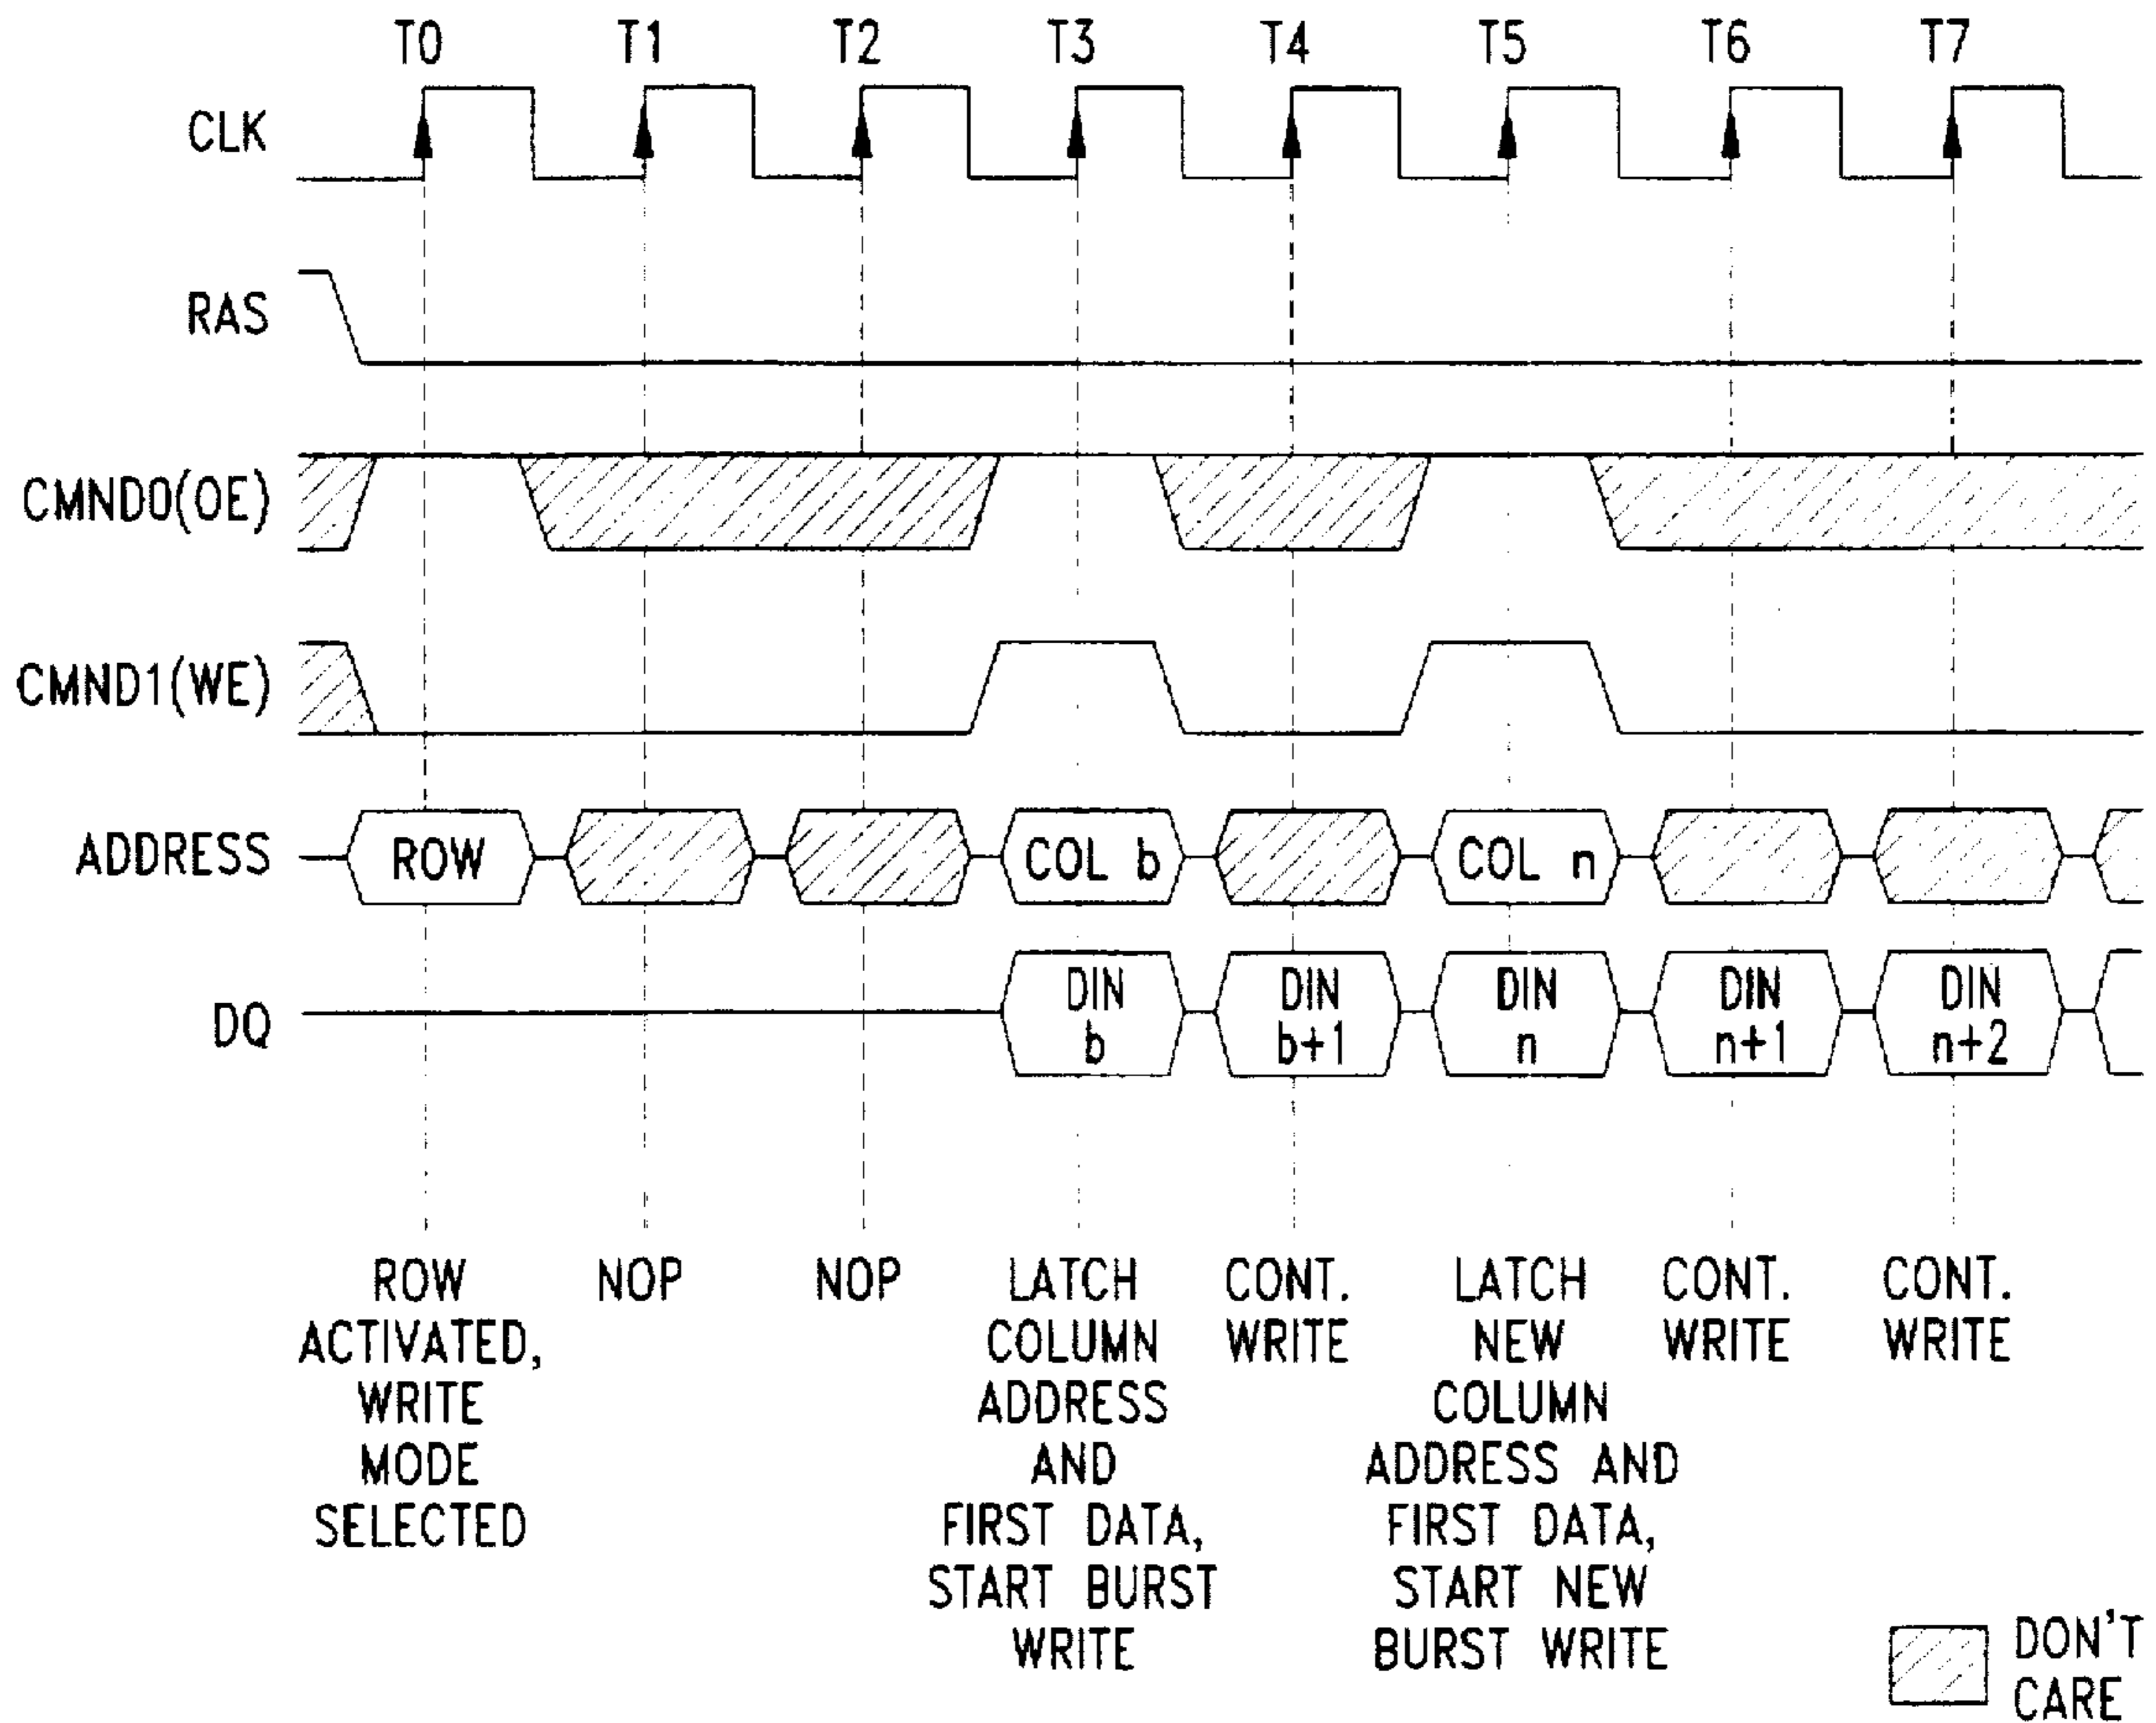 T0 T1 T2 T3 T4 T5 T6 T7
CLK
RAS
CMND0(OE)
CMND1(WE)
ADDRESS ROW COL b COL n
DQ
DIN DIN DIN DIN DIN
b b+1 n n+1 n+2
ROW
ACTIVATED,
WRITE
MODE
SELECTED
NOP
NOP
LATCH
COLUMN
ADDRESS
AND
FIRST DATA,
START BURST
WRITE
CONT.
WRITE
LATCH
NEW
COLUMN
ADDRESS AND
FIRST DATA,
START NEW
BURST WRITE
CONT.
WRITE
CONT.
WRITE
DON'T
CARE